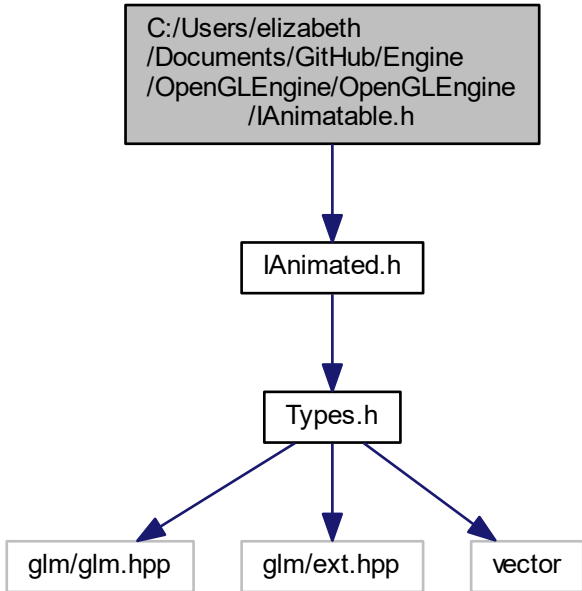 C:/Users/elizabeth
/Documents/GitHub/Engine
/OpenGLEngine/OpenGLEngine
/IAnimatable.h
IAnimated.h
Types.h
glm/glm.hpp
glm/ext.hpp
vector